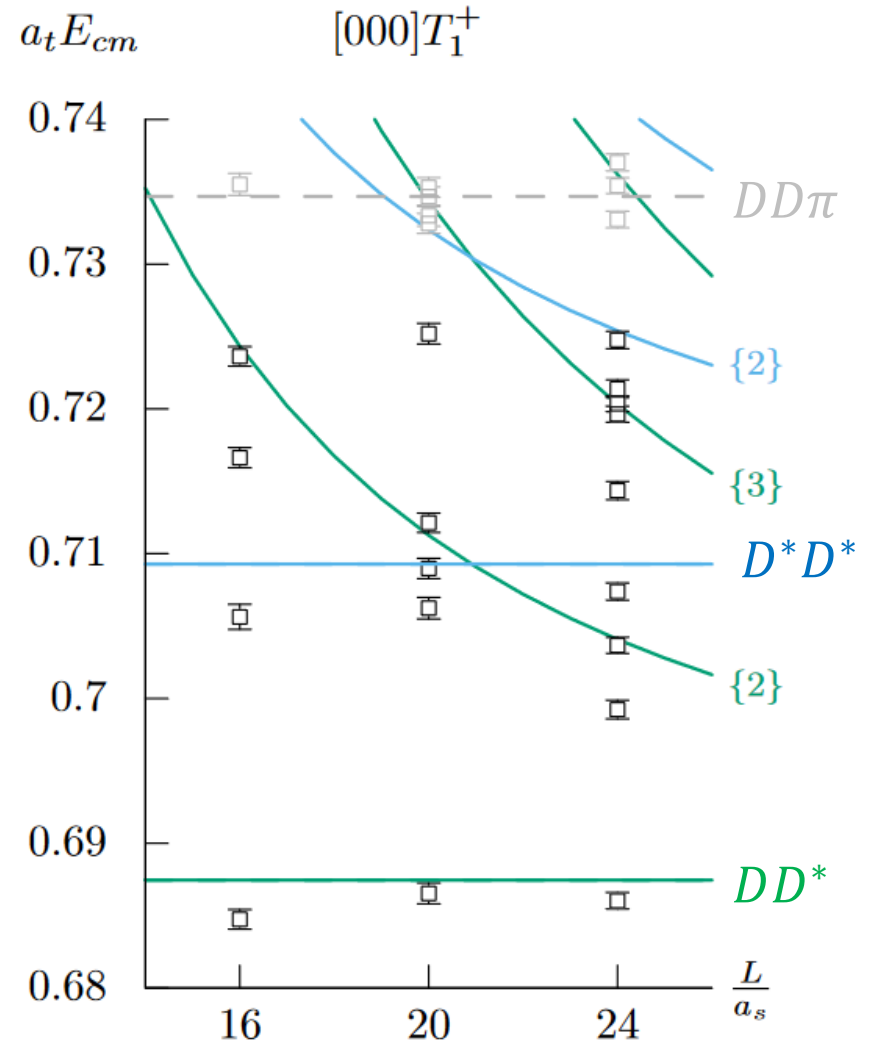 a_t E_cm
[000]T_1^+
0.74
DDπ
0.73
{2}
0.72
{3}
0.71
D*D*
0.7
{2}
0.69
DD*
0.68
L/a_s
16 20 24